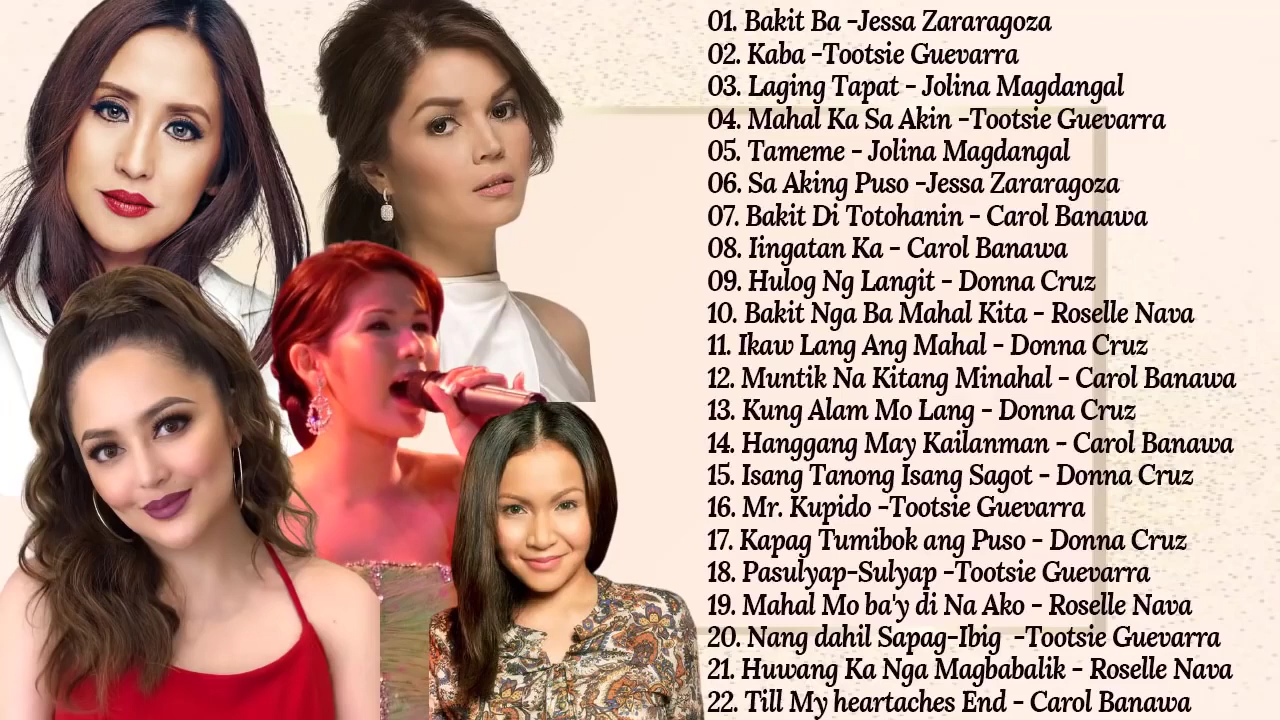 01. Bakit Ba -Jessa Zararagoza
02. Kaba -Tootsie Guevarra
03. Laging Tapat - Jolina Magdangal
04. Mahal Ka Sa Akin -Tootsie Guevarra
05. Tameme - Jolina Magdangal
06. Sa Aking Puso -Jessa Zararagoza
07. Bakit Di Totohanin - Carol Banawa
08. Iingatan Ka - Carol Banawa
09. Hulog Ng Langit - Donna Cruz
10. Bakit Nga Ba Mahal Kita - Roselle Nava
11. Ikaw Lang Ang Mahal - Donna Cruz
12. Muntik Na Kitang Minahal - Carol Banawa
13. Kung Alam Mo Lang - Donna Cruz
14. Hanggang May Kailanman - Carol Banawa
15. Isang Tanong Isang Sagot - Donna Cruz
16. Mr. Kupido -Tootsie Guevarra
17. Kapag Tumibok ang Puso - Donna Cruz
18. Pasulyap-Sulyap -Tootsie Guevarra
19. Mahal Mo ba'y di Na Ako - Roselle Nava
20. Nang dahil Sapag-Ibig -Tootsie Guevarra
21. Huwang Ka Nga Magbabalik - Roselle Nava
22. Till My heartaches End - Carol Banawa